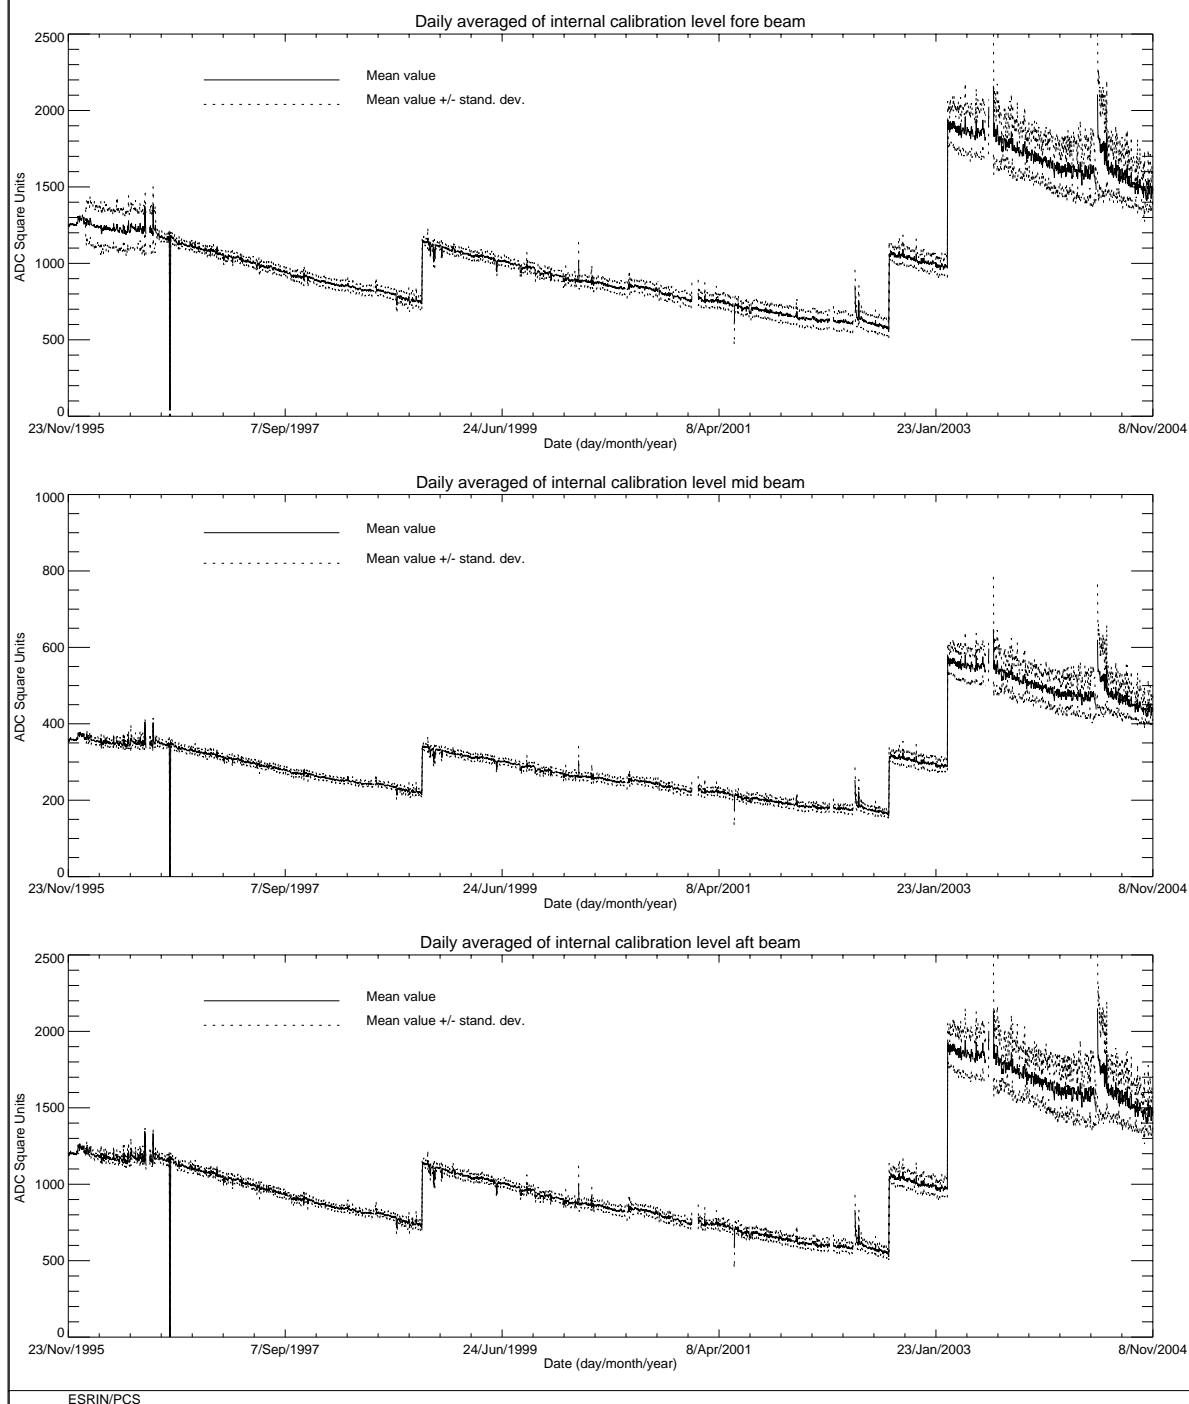 Daily averaged of internal calibration level fore beam
2500
2000
1500
1000
500
0
ADC Square Units
Mean value
Mean value +/- stand. dev.
23/Nov/1995 7/Sep/1997 24/Jun/1999 8/Apr/2001 23/Jan/2003 8/Nov/2004
Date (day/month/year)
Daily averaged of internal calibration level mid beam
1000
800
600
400
200
0
ADC Square Units
Mean value
Mean value +/- stand. dev.
23/Nov/1995 7/Sep/1997 24/Jun/1999 8/Apr/2001 23/Jan/2003 8/Nov/2004
Date (day/month/year)
Daily averaged of internal calibration level aft beam
2500
2000
1500
1000
500
0
ADC Square Units
Mean value
Mean value +/- stand. dev.
23/Nov/1995 7/Sep/1997 24/Jun/1999 8/Apr/2001 23/Jan/2003 8/Nov/2004
Date (day/month/year)
ESRIN/PCS